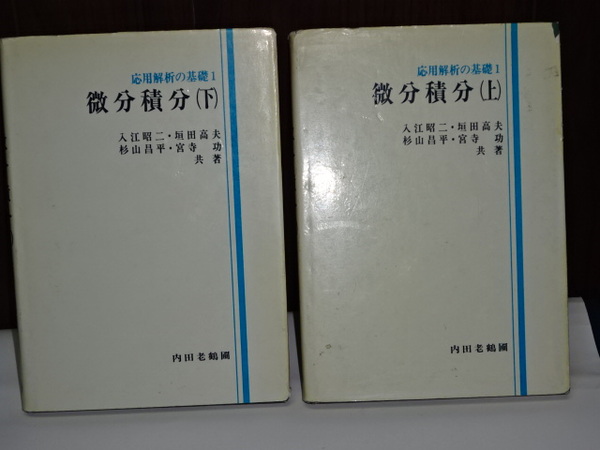 応用解析の基礎1
微分積分(下)
入江昭二・垣田高夫
杉山昌平・宮寺 功
共著
内田老鶴圃
応用解析の基礎1
微分積分(上)
入江昭二・垣田高夫
杉山昌平・宮寺 功
共著
内田老鶴圃